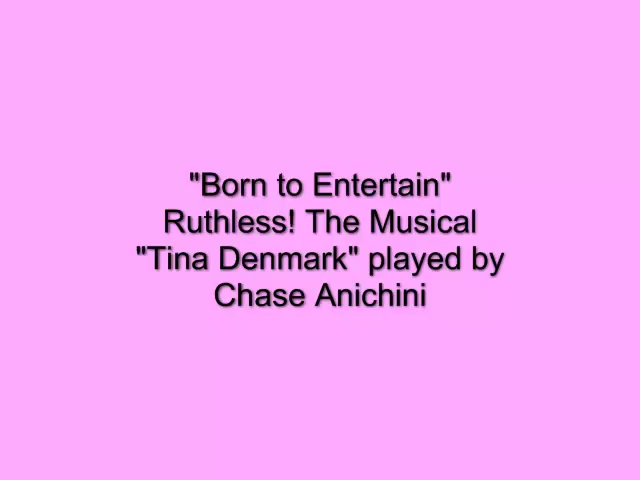 "Born to Entertain"
Ruthless! The Musical
"Tina Denmark" played by
Chase Anichini